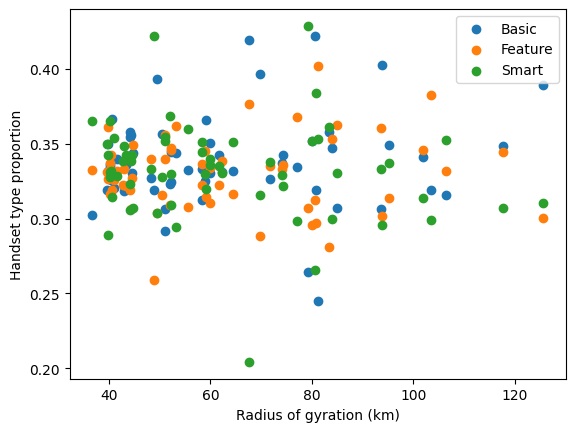 Basic
Feature
Smart
0.40
0.35
0.30
0.25
0.20
Handset type proportion
40
60
80
100
120
Radius of gyration (km)